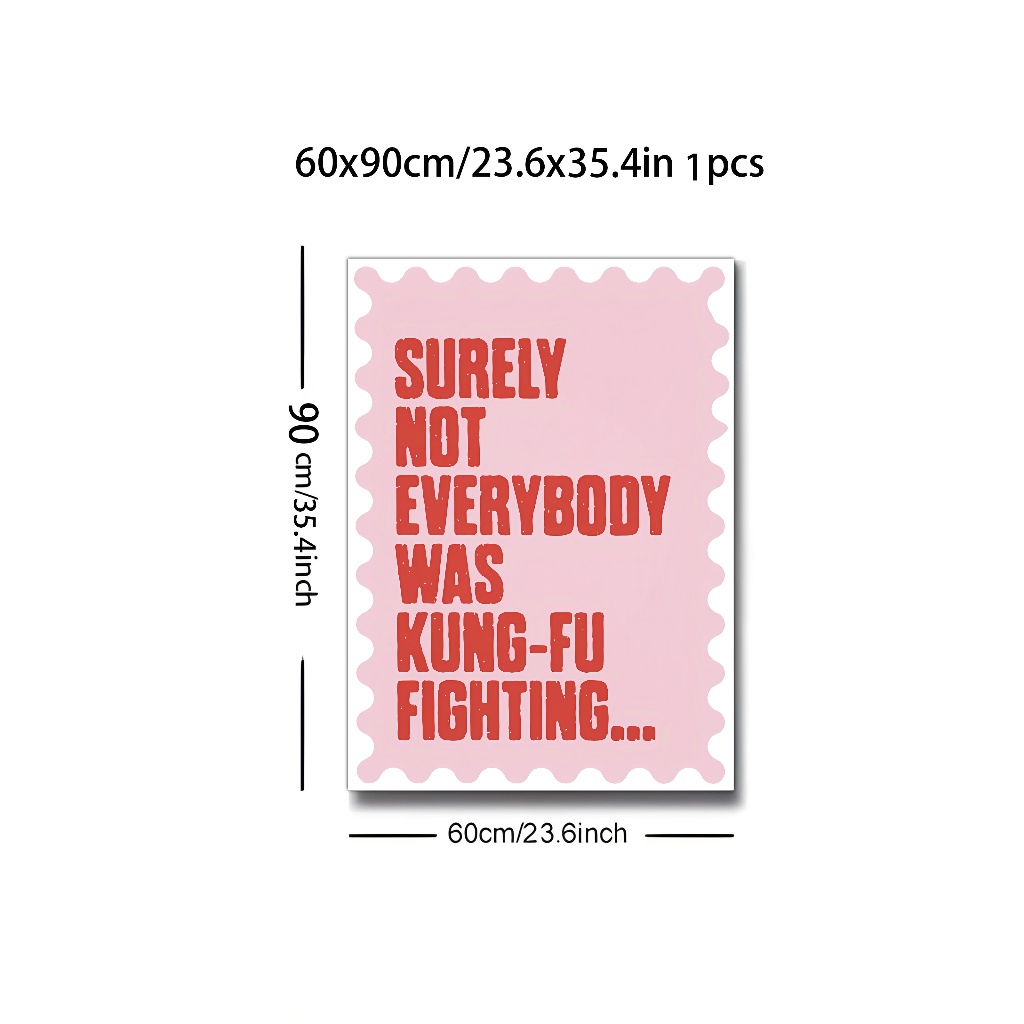 60x90cm/23.6x35.4in 1pcs
90 cm/35.4inch
SURELY
NOT
EVERYBODY
WAS
KUNG-FU
FIGHTING...
60cm/23.6inch